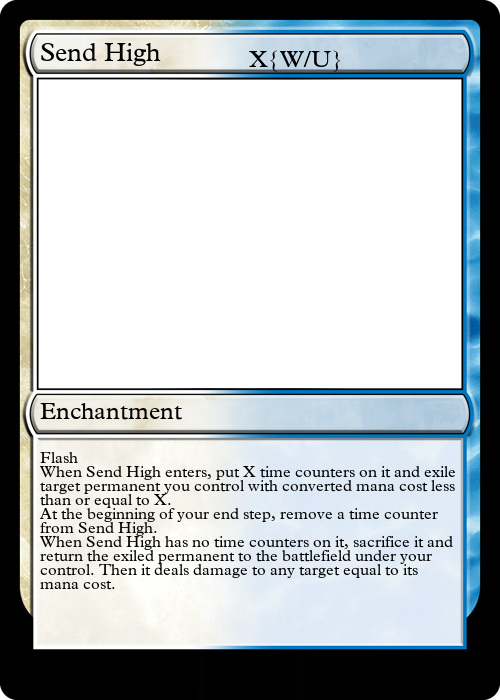 Send High X{W/U}
Enchantment
Flash
When Send High enters, put X time counters on it and exile
target permanent you control with converted mana cost less
than or equal to X.
At the beginning of your end step, remove a time counter
from Send High.
When Send High has no time counters on it, sacrifice it and
return the exiled permanent to the battlefield under your
control. Then it deals damage to any target equal to its
mana cost.